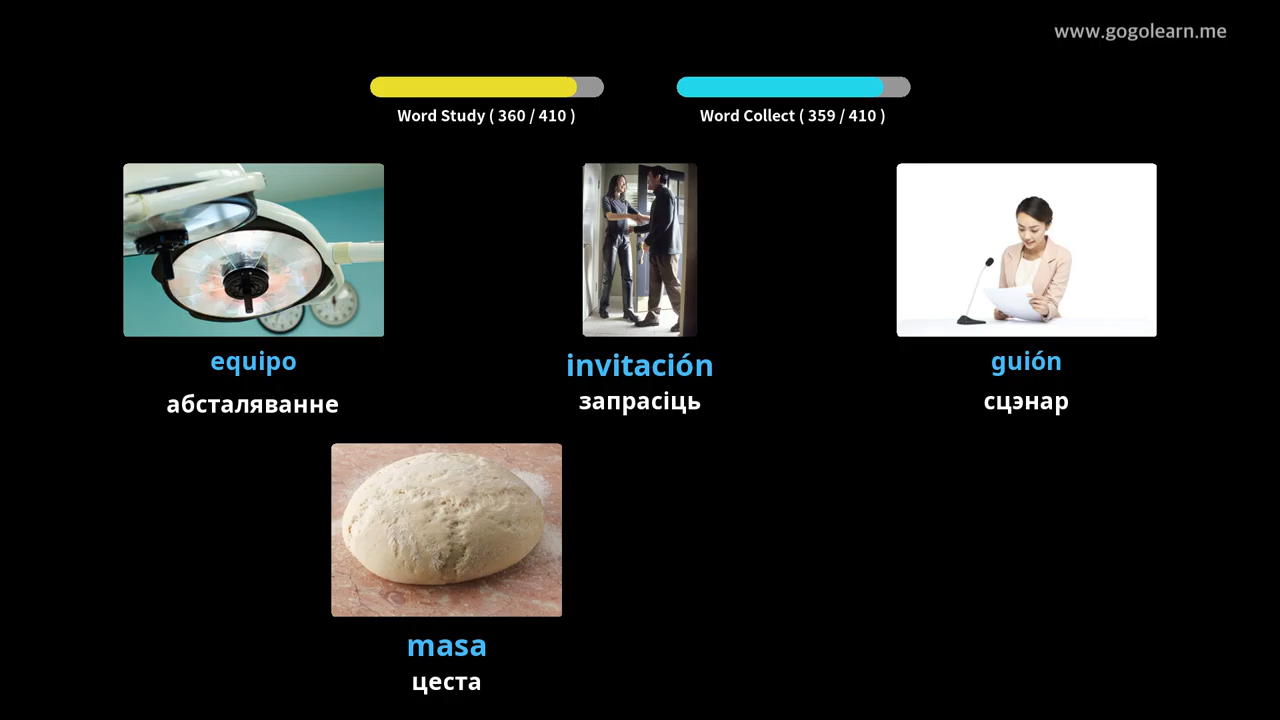 www.gogolearn.me
Word Study ( 360 / 410 )
Word Collect ( 359 / 410 )
equipo
абсталяванне
invitación
запрасіць
guión
сцэнар
masa
цеста